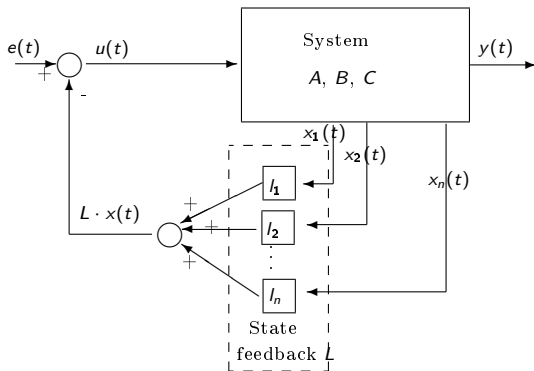 e(t)
+
-
u(t)
System
A, B, C
y(t)
x1(t)
x2(t)
xn(t)
l1
l2
⋮
ln
+
+
+
L · x(t)
State
feedback L